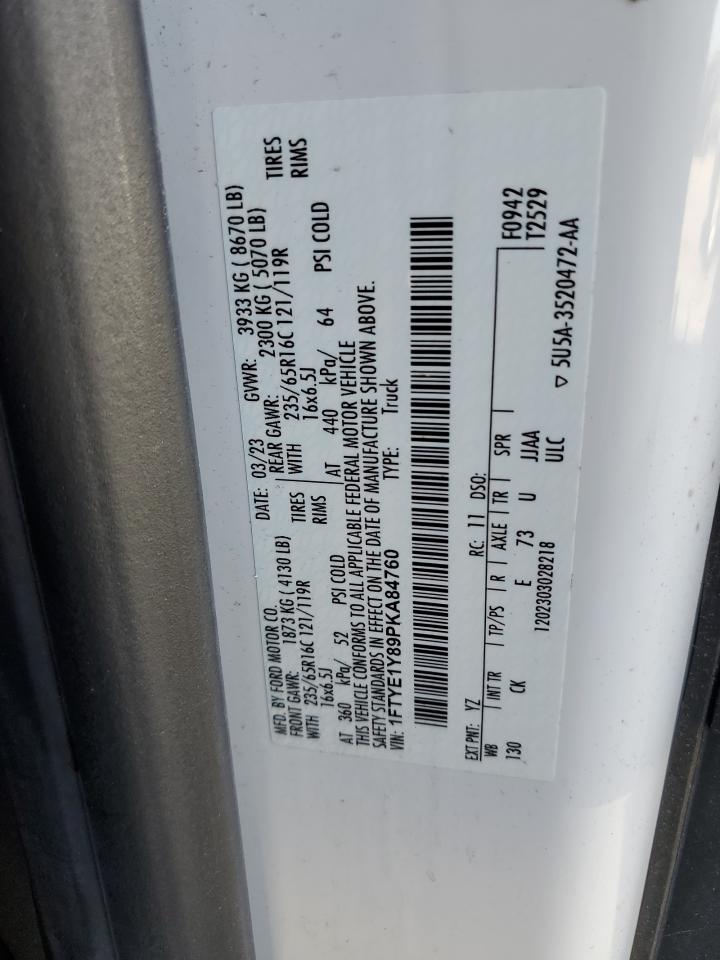 MFD. BY FORD MOTOR CO.
DATE: 03/23 GVWR: 3933 KG ( 8670 LB)
FRONT GAWR: 1873 KG ( 4130 LB) REAR GAWR: 2300 KG ( 5070 LB)
WITH 235/65R16C 121/119R TIRES WITH 235/65R16C 121/119R TIRES
16x6.5J RIMS 16x6.5J RIMS
AT 360 kPa/ 52 PSI COLD AT 440 kPa/ 64 PSI COLD
THIS VEHICLE CONFORMS TO ALL APPLICABLE FEDERAL MOTOR VEHICLE
SAFETY STANDARDS IN EFFECT ON THE DATE OF MANUFACTURE SHOWN ABOVE.
VIN: 1FTYE1Y89PKA84760 TYPE: Truck
EXT PNT: YZ RC: 11 DSO:
WB INT TR TP/PS R AXLE TR SPR F0942
130 CK E 73 U JJAA T2529
1202303028218 ULC ▽ 5U5A-3520472-AA